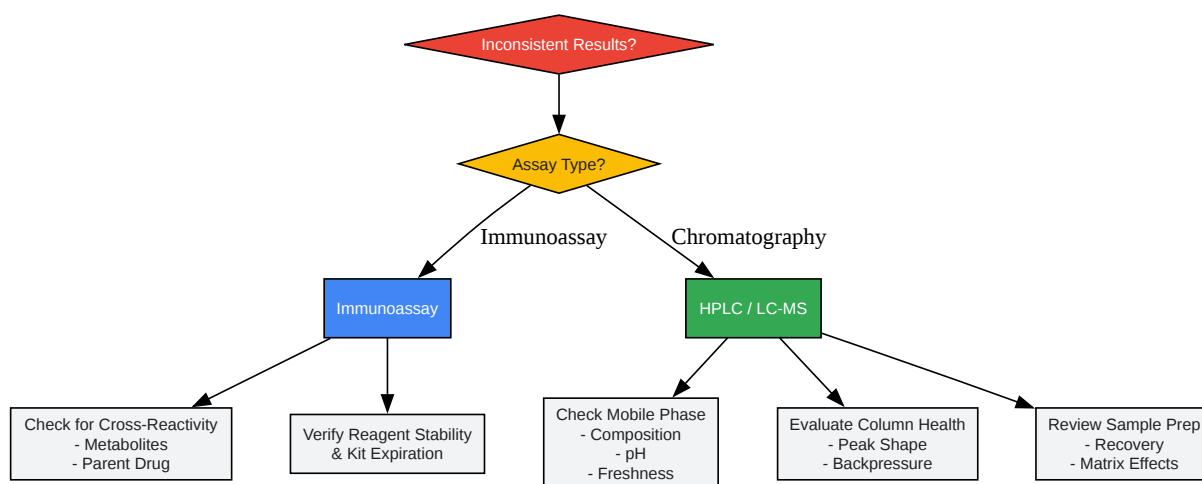 Inconsistent Results?
Assay Type?
Immunoassay
Chromatography
Immunoassay
HPLC / LC-MS
Check for Cross-Reactivity
- Metabolites
- Parent Drug
Verify Reagent Stability
& Kit Expiration
Check Mobile Phase
- Composition
- pH
- Freshness
Evaluate Column Health
- Peak Shape
- Backpressure
Review Sample Prep
- Recovery
- Matrix Effects